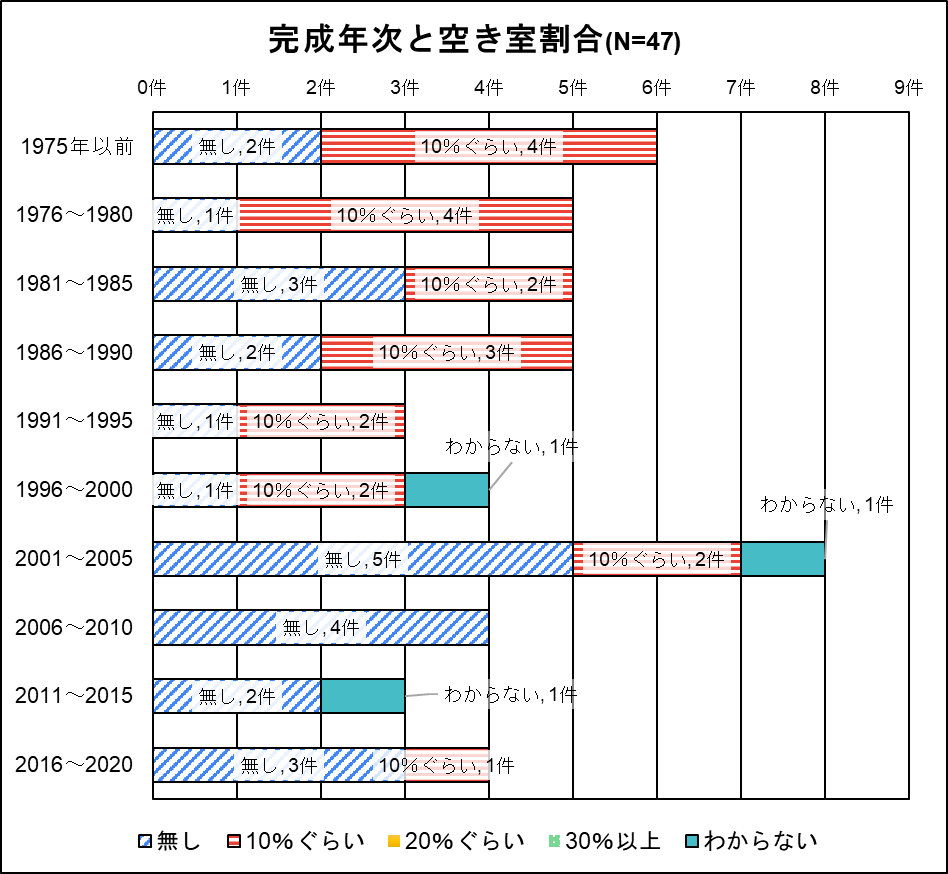 完成年次と空き室割合(N=47)
0件 1件 2件 3件 4件 5件 6件 7件 8件 9件
1975年以前 無し, 2件 10%ぐらい, 4件
1976～1980 無し, 1件 10%ぐらい, 4件
1981～1985 無し, 3件 10%ぐらい, 2件
1986～1990 無し, 2件 10%ぐらい, 3件
1991～1995 無し, 1件 10%ぐらい, 2件
わからない, 1件
1996～2000 無し, 1件 10%ぐらい, 2件
わからない, 1件
2001～2005 無し, 5件 10%ぐらい, 2件
2006～2010 無し, 4件
2011～2015 無し, 2件 わからない, 1件
2016～2020 無し, 3件 10%ぐらい, 1件
無し 10%ぐらい 20%ぐらい 30%以上 わからない